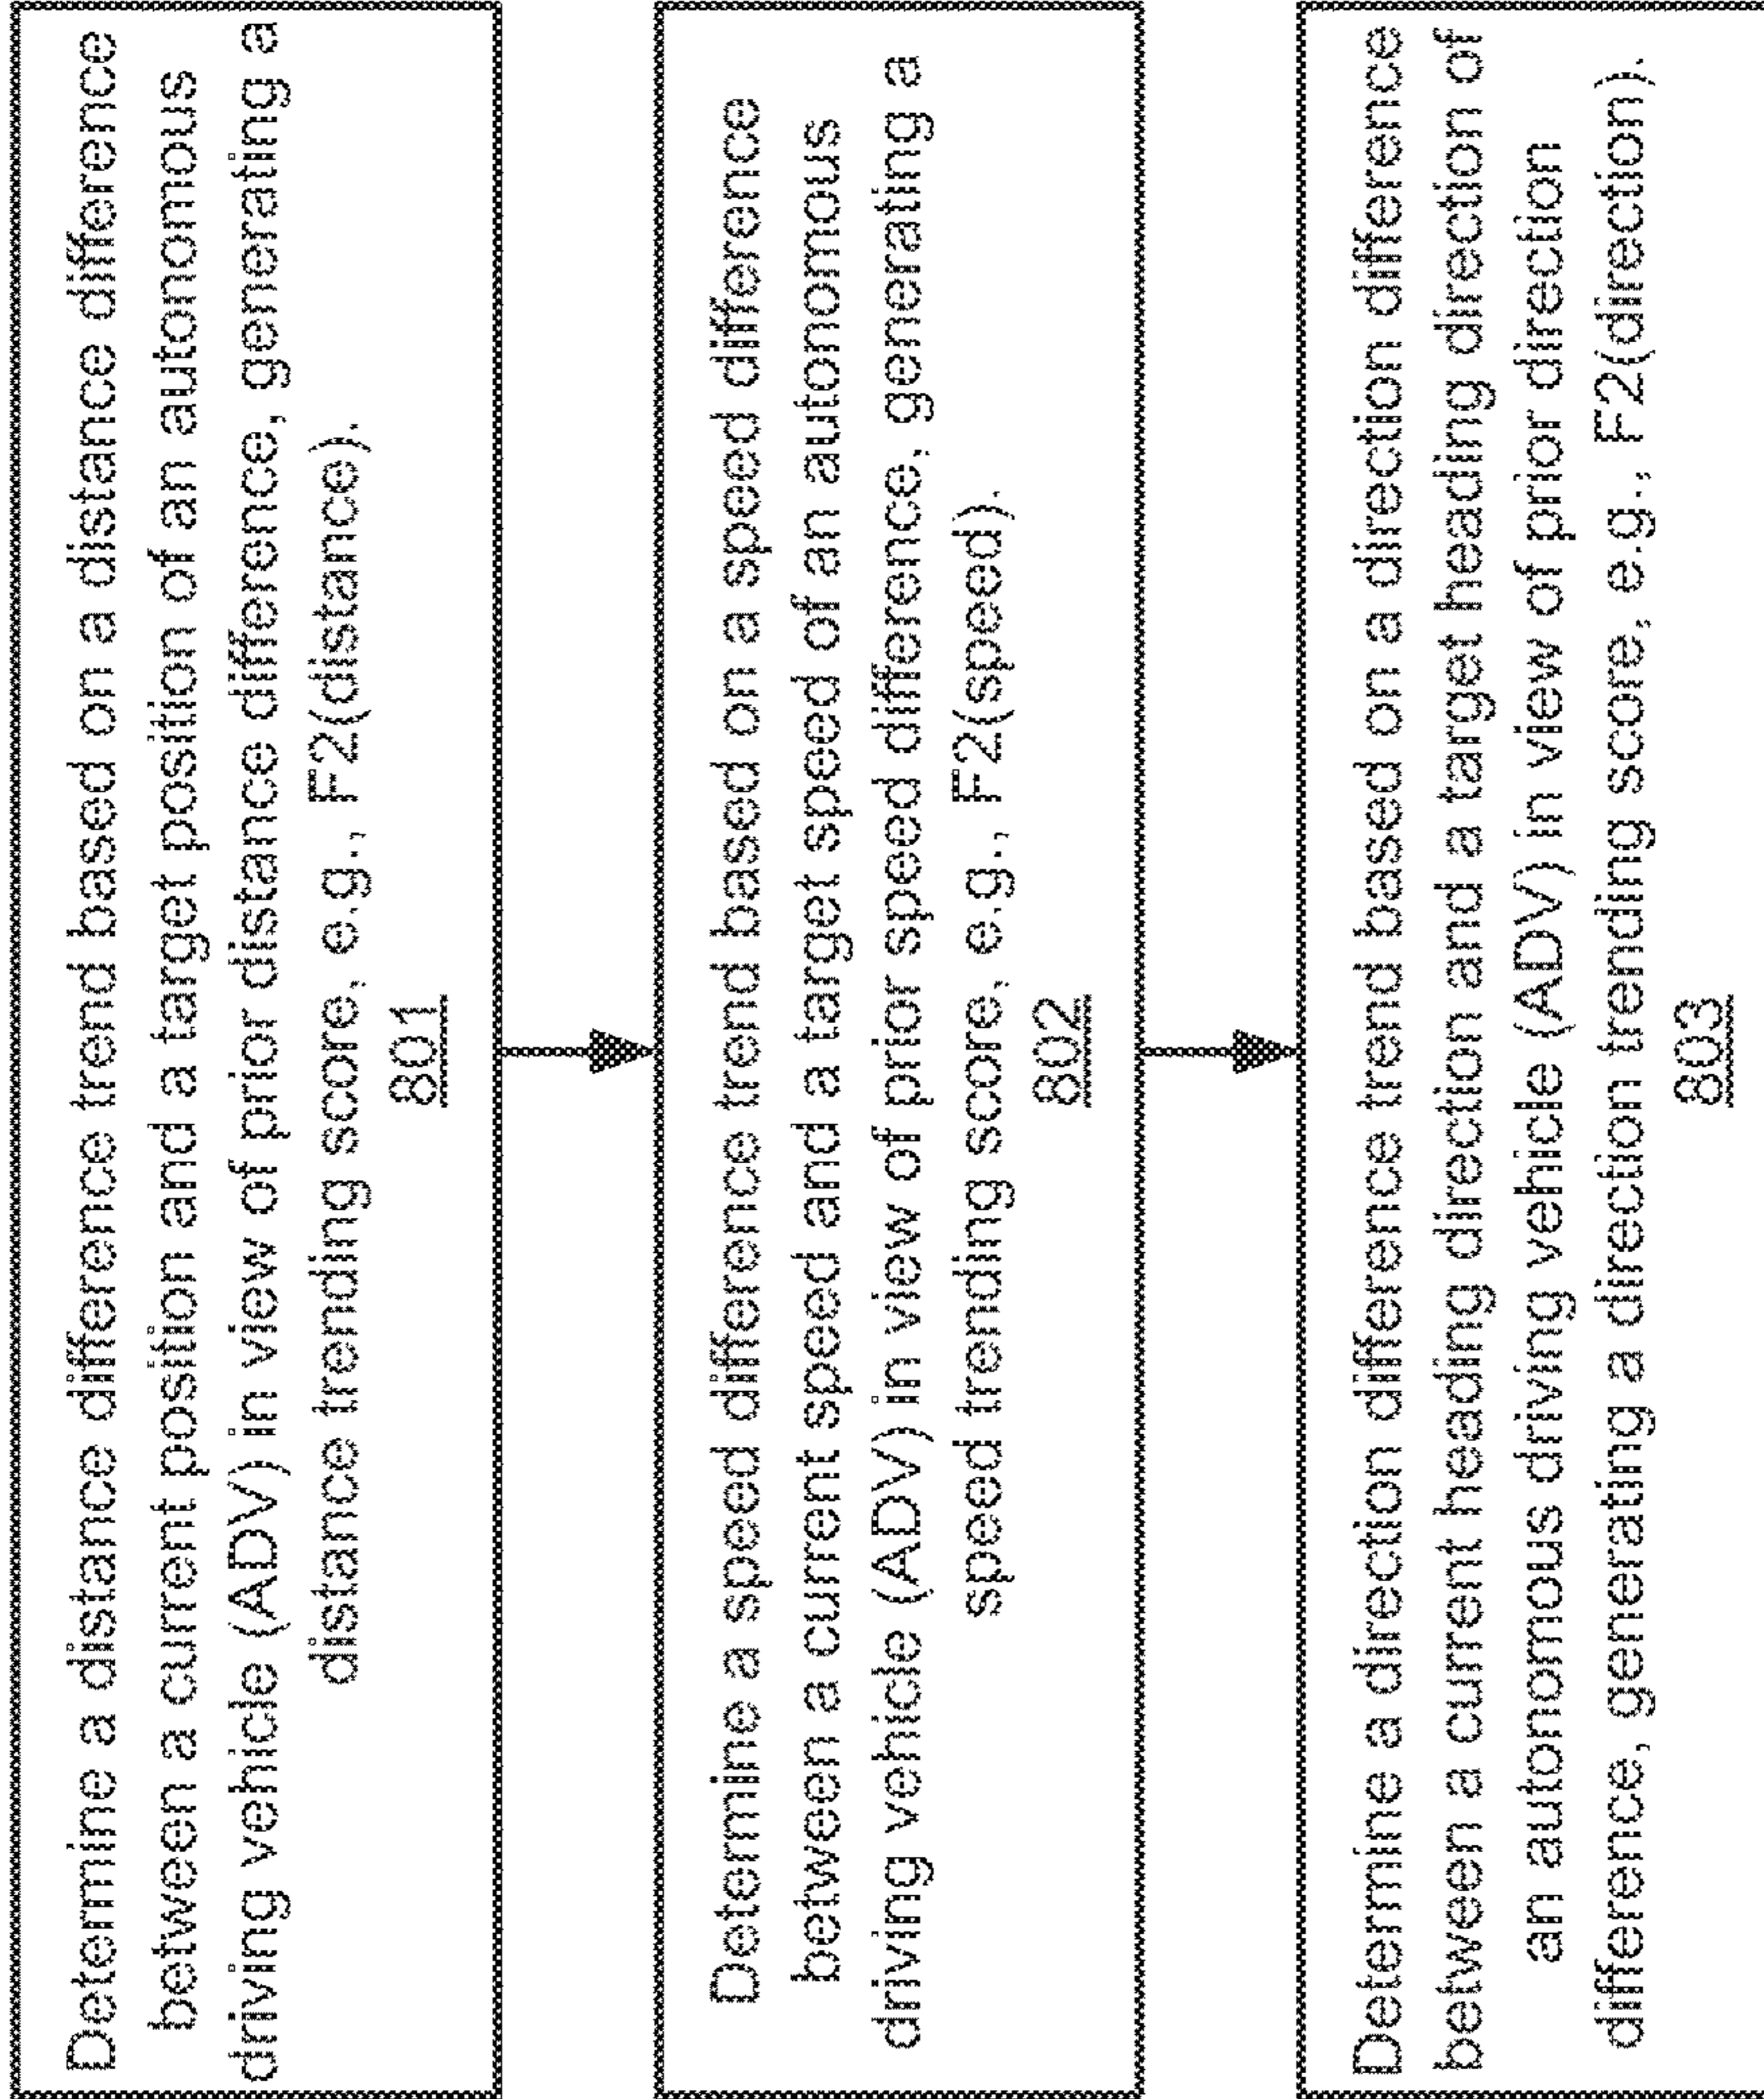 Determine a distance difference trend based on a distance difference
between a current position and a target position of an autonomous
driving vehicle (ADV) in view of prior distance difference, generating a
distance trending score, e.g., F2(distance).
801
Determine a speed difference trend based on a speed difference
between a current speed and a target speed of an autonomous
driving vehicle (ADV) in view of prior speed difference, generating a
speed trending score, e.g., F2(speed).
802
Determine a direction difference trend based on a direction difference
between a current heading direction and a target heading direction of
an autonomous driving vehicle (ADV) in view of prior direction
difference, generating a direction trending score, e.g., F2(direction).
803